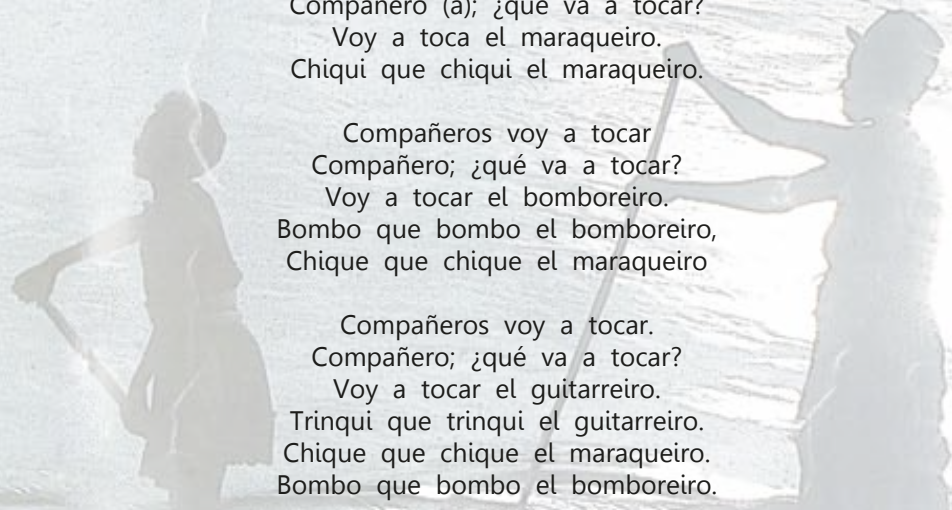 Compañero (a); ¿qué va a tocar?
Voy a toca el maraqueiro.
Chiqui que chiqui el maraqueiro.
Compañeros voy a tocar
Compañero; ¿qué va a tocar?
Voy a tocar el bomboreiro.
Bombo que bombo el bomboreiro,
Chique que chique el maraqueiro
Compañeros voy a tocar.
Compañero; ¿qué va a tocar?
Voy a tocar el guitarreiro.
Trinqui que trinqui el guitarreiro.
Chique que chique el maraqueiro.
Bombo que bombo el bomboreiro.